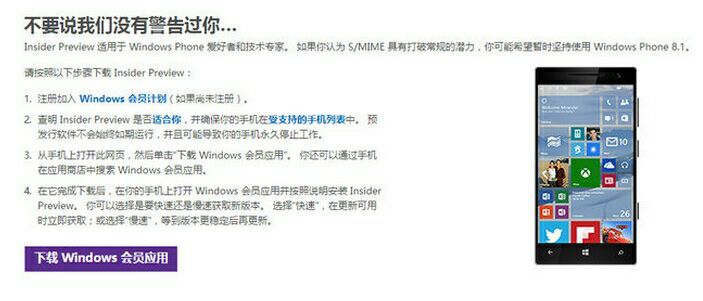 不要说我们没有警告过你…
Insider Preview 适用于 Windows Phone 爱好者和技术专家。 如果你认为 S/MIME 具有打破常规的潜力，你可能希望暂时坚持使用 Windows Phone 8.1。
请按照以下步骤下载 Insider Preview：
1. 注册加入 Windows 会员计划（如果尚未注册）。
2. 查明 Insider Preview 是否适合你，并确保你的手机在受支持的手机列表中。 预
发行软件不会始终如期运行，并且可能导致你的手机永久停止工作。
3. 从手机上打开此网页，然后单击“下载 Windows 会员应用”。 你还可以通过手机
在应用商店中搜索 Windows 会员应用。
4. 在它完成下载后，在你的手机上打开 Windows 会员应用并按照说明安装 Insider
Preview。 你可以选择是要快速还是慢速获取新版本。 选择“快速”，在更新可用
时立即获取；或选择“慢速”，等到版本更稳定后再更新。
下载 Windows 会员应用
10
26